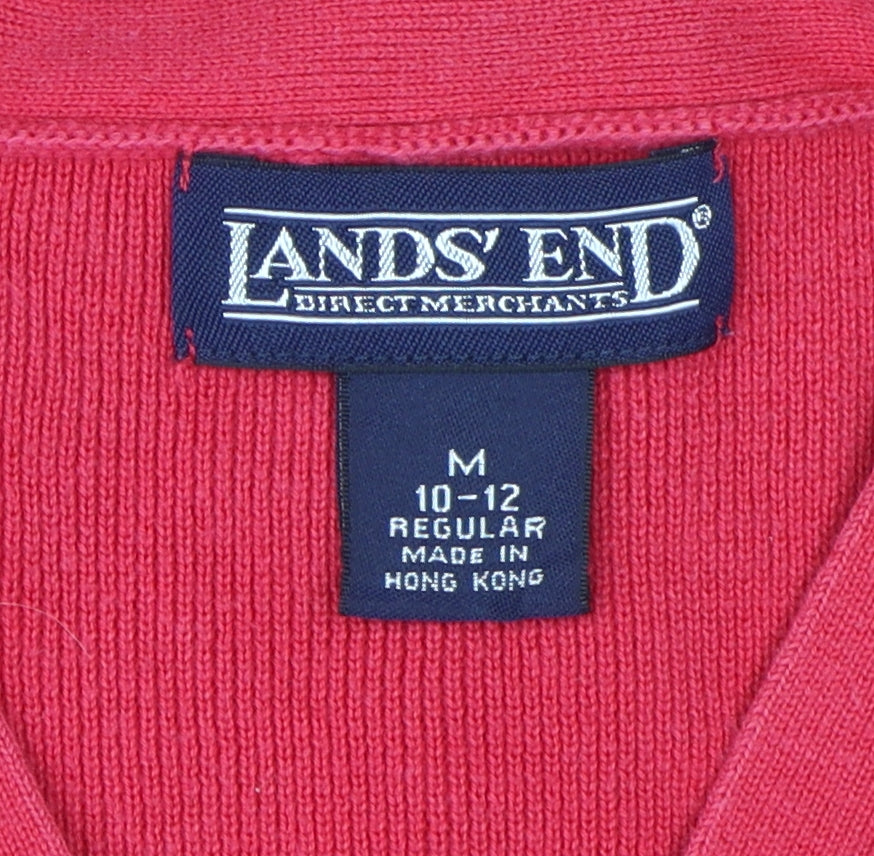 LANDS' END®
DIRECT MERCHANTS
M
10-12
REGULAR
MADE IN
HONG KONG